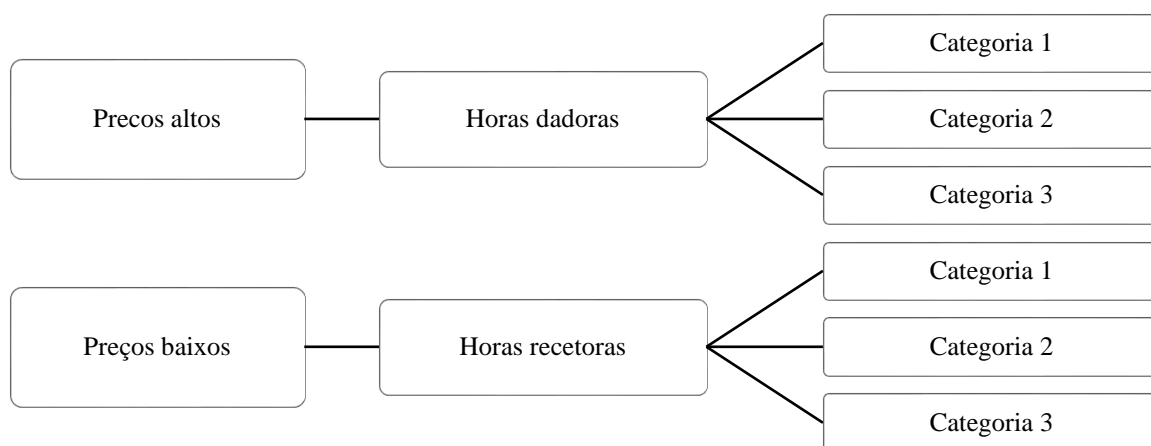 Precos altos
Horas dadoras
Categoria 1
Categoria 2
Categoria 3
Preços baixos
Horas recetoras
Categoria 1
Categoria 2
Categoria 3